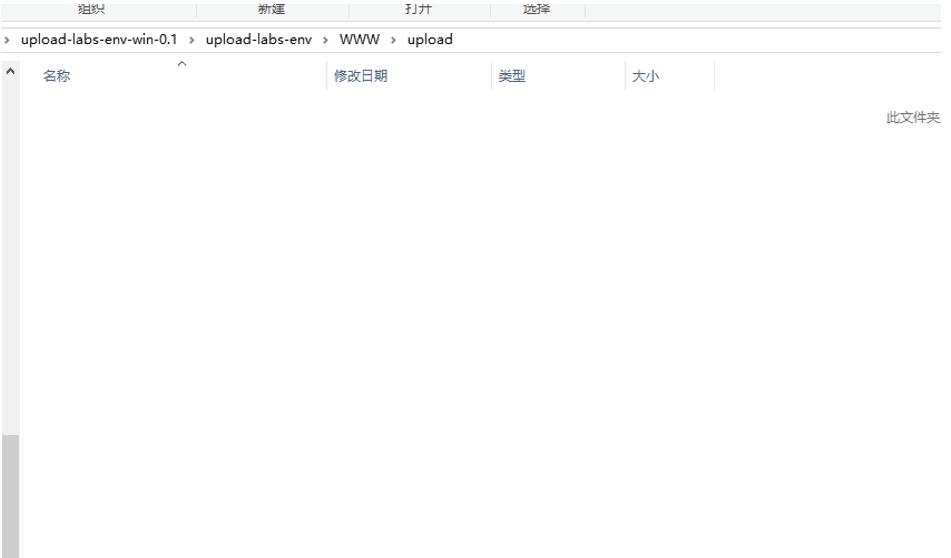 组织 新建 打开 选择
› upload-labs-env-win-0.1 › upload-labs-env › WWW › upload
名称 修改日期 类型 大小
此文件夹